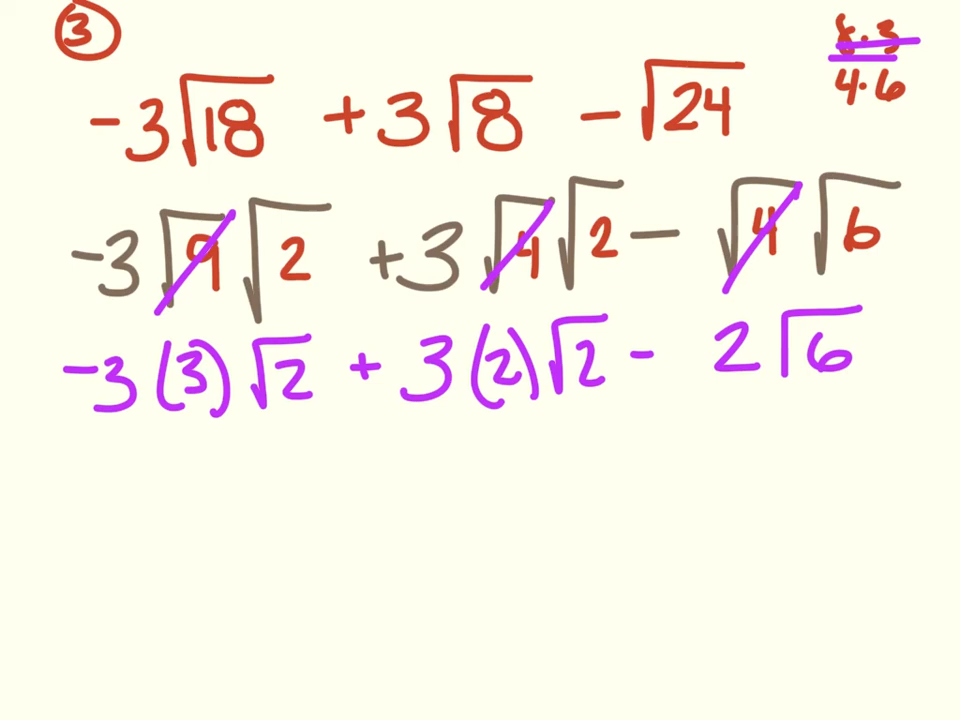 ③
8·3
4·6
-3√18 + 3√8 - √24
-3√9√2 + 3√4√2 - √4√6
-3(3)√2 + 3(2)√2 - 2√6